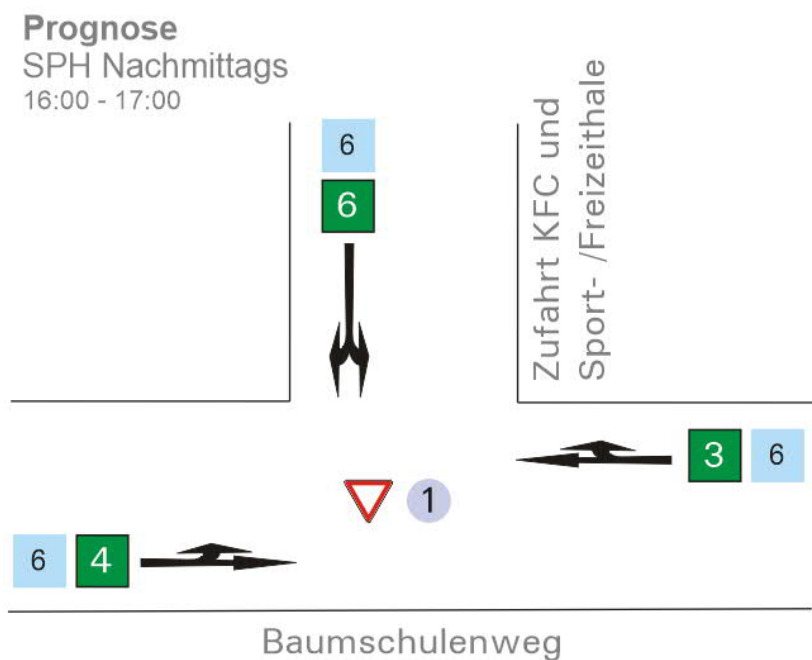 Prognose
SPH Nachmittags
16:00 - 17:00
Zufahrt KFC und
Sport- /Freizeithale
6
6
3 6
1
6 4
Baumschulenweg